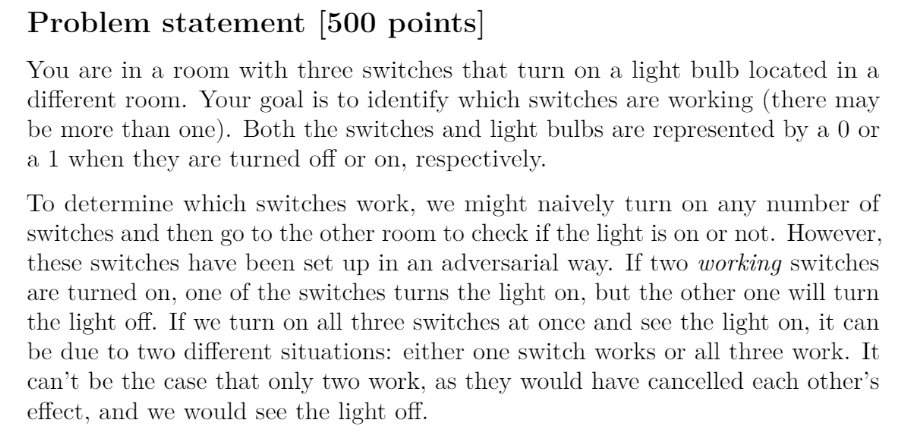 Problem statement [500 points]
You are in a room with three switches that turn on a light bulb located in a
different room. Your goal is to identify which switches are working (there may
be more than one). Both the switches and light bulbs are represented by a 0 or
a 1 when they are turned off or on, respectively.
To determine which switches work, we might naively turn on any number of
switches and then go to the other room to check if the light is on or not. However,
these switches have been set up in an adversarial way. If two working switches
are turned on, one of the switches turns the light on, but the other one will turn
the light off. If we turn on all three switches at once and see the light on, it can
be due to two different situations: either one switch works or all three work. It
can't be the case that only two work, as they would have cancelled each other's
effect, and we would see the light off.